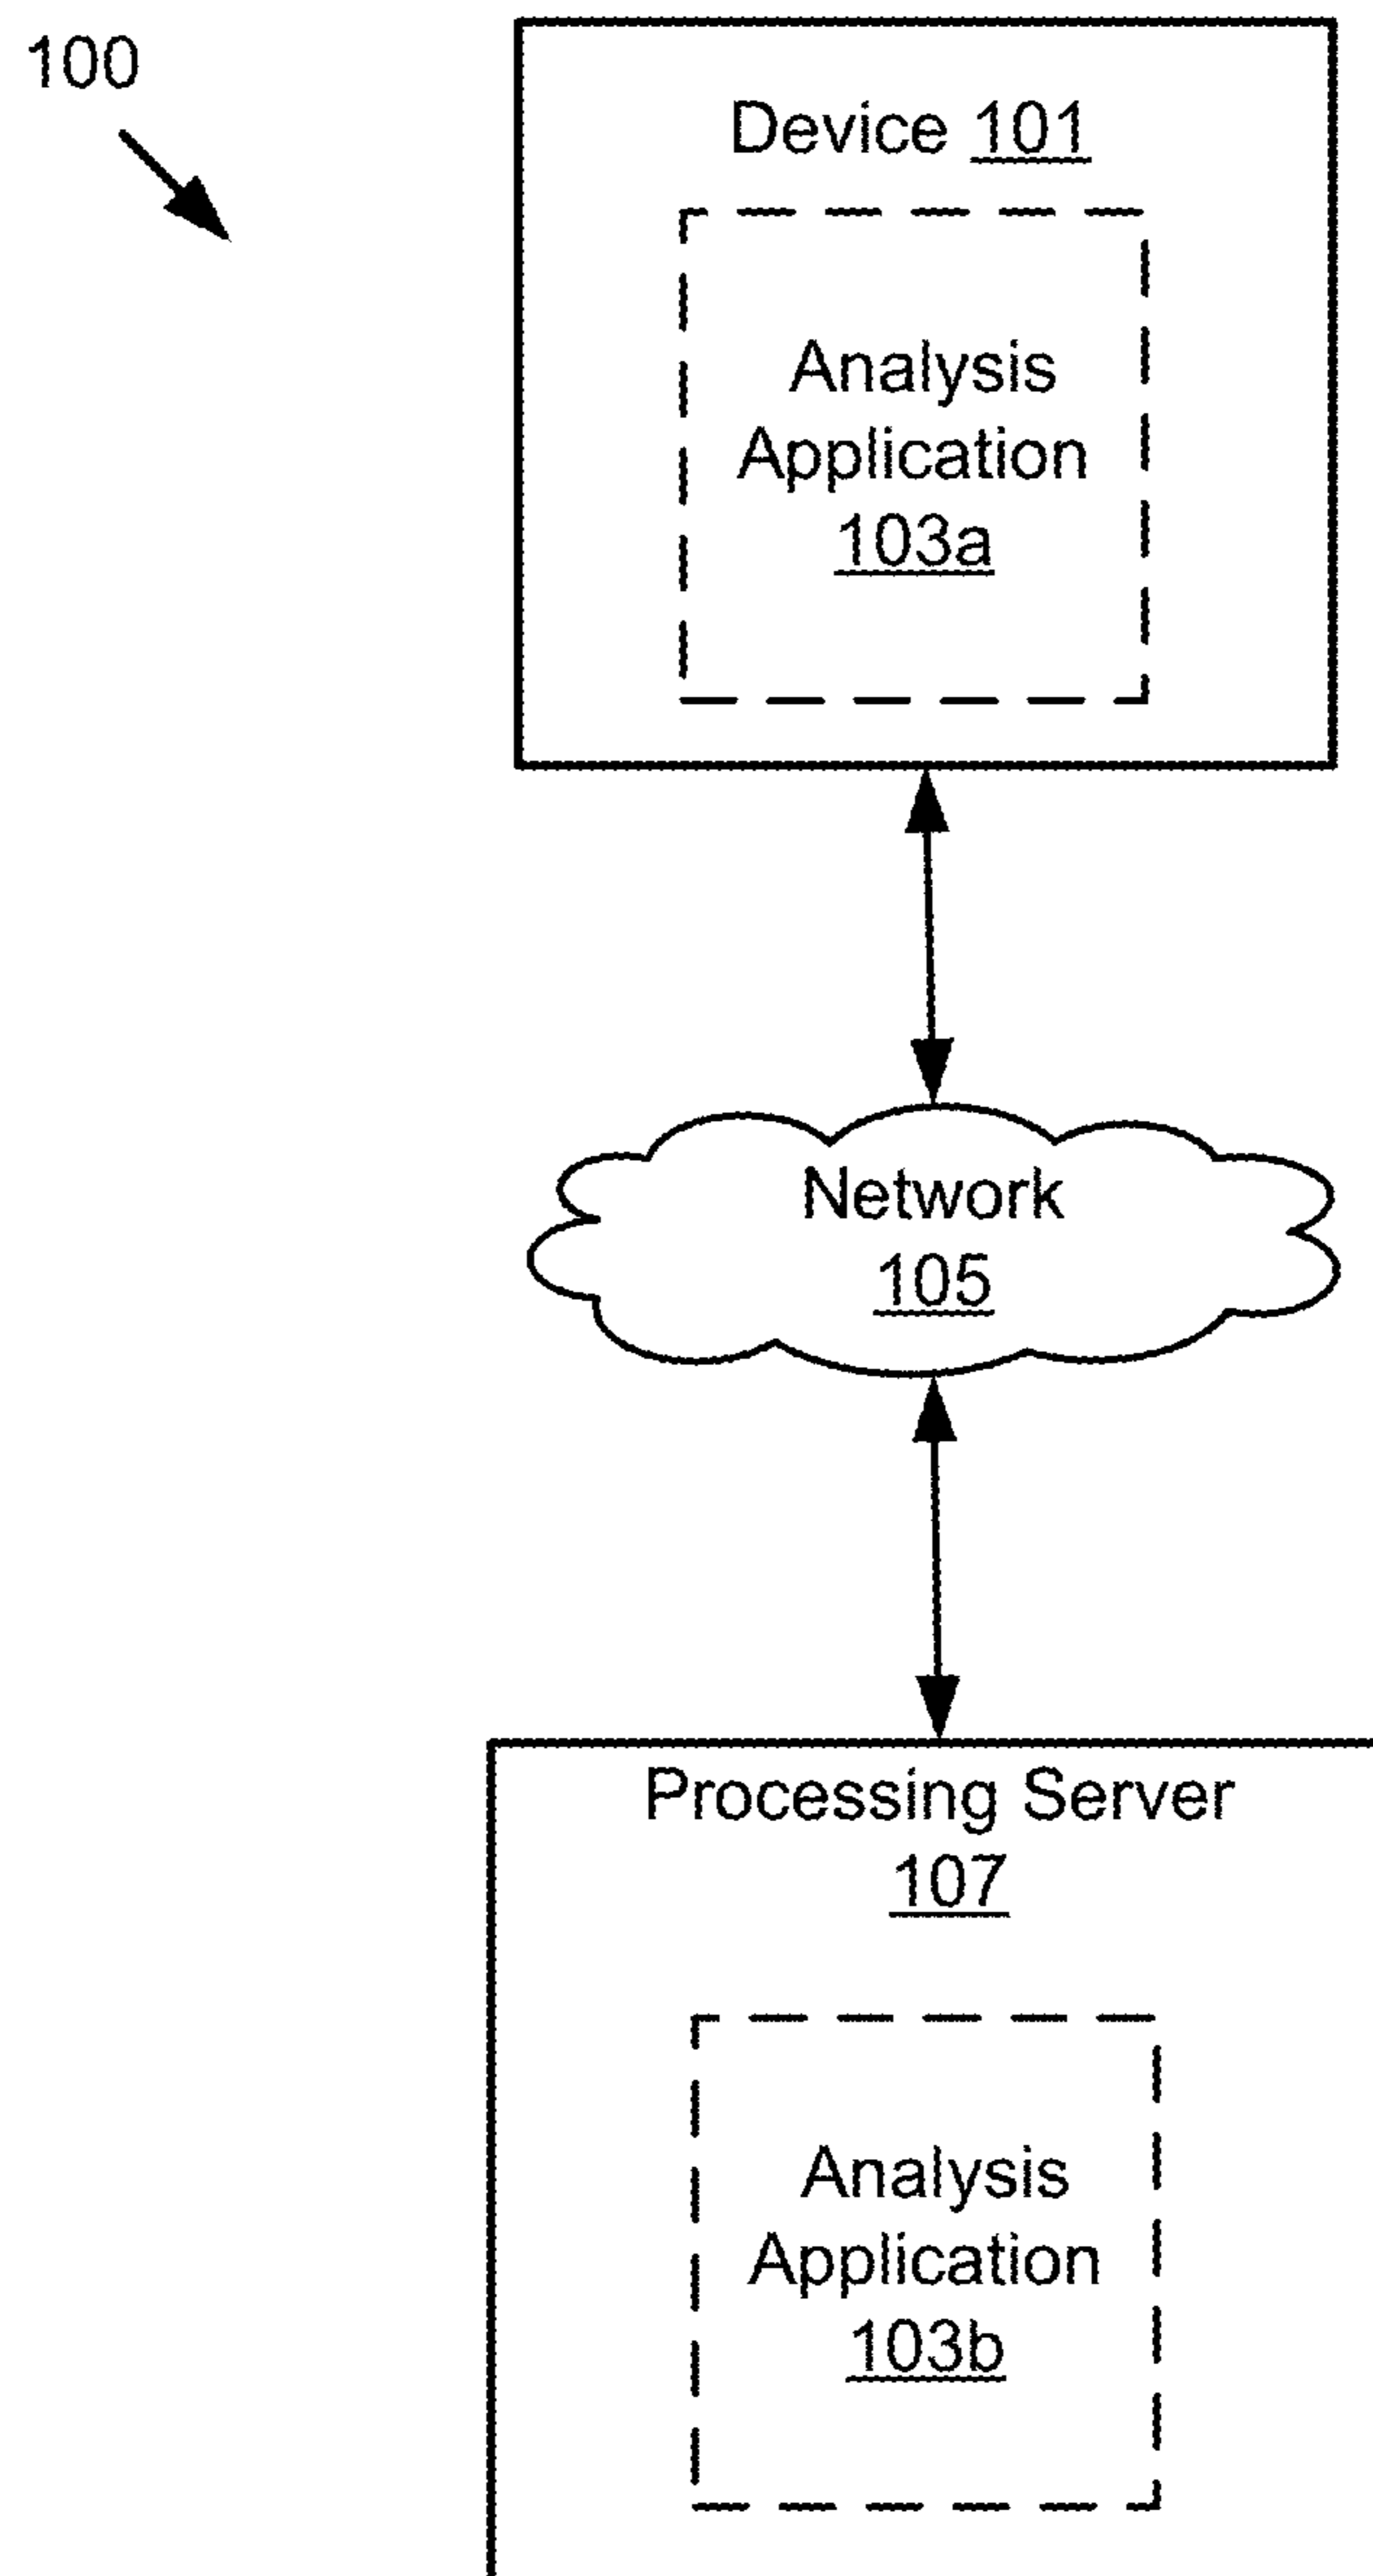 100
Device 101
Analysis
Application
103a
Network
105
Processing Server
107
Analysis
Application
103b